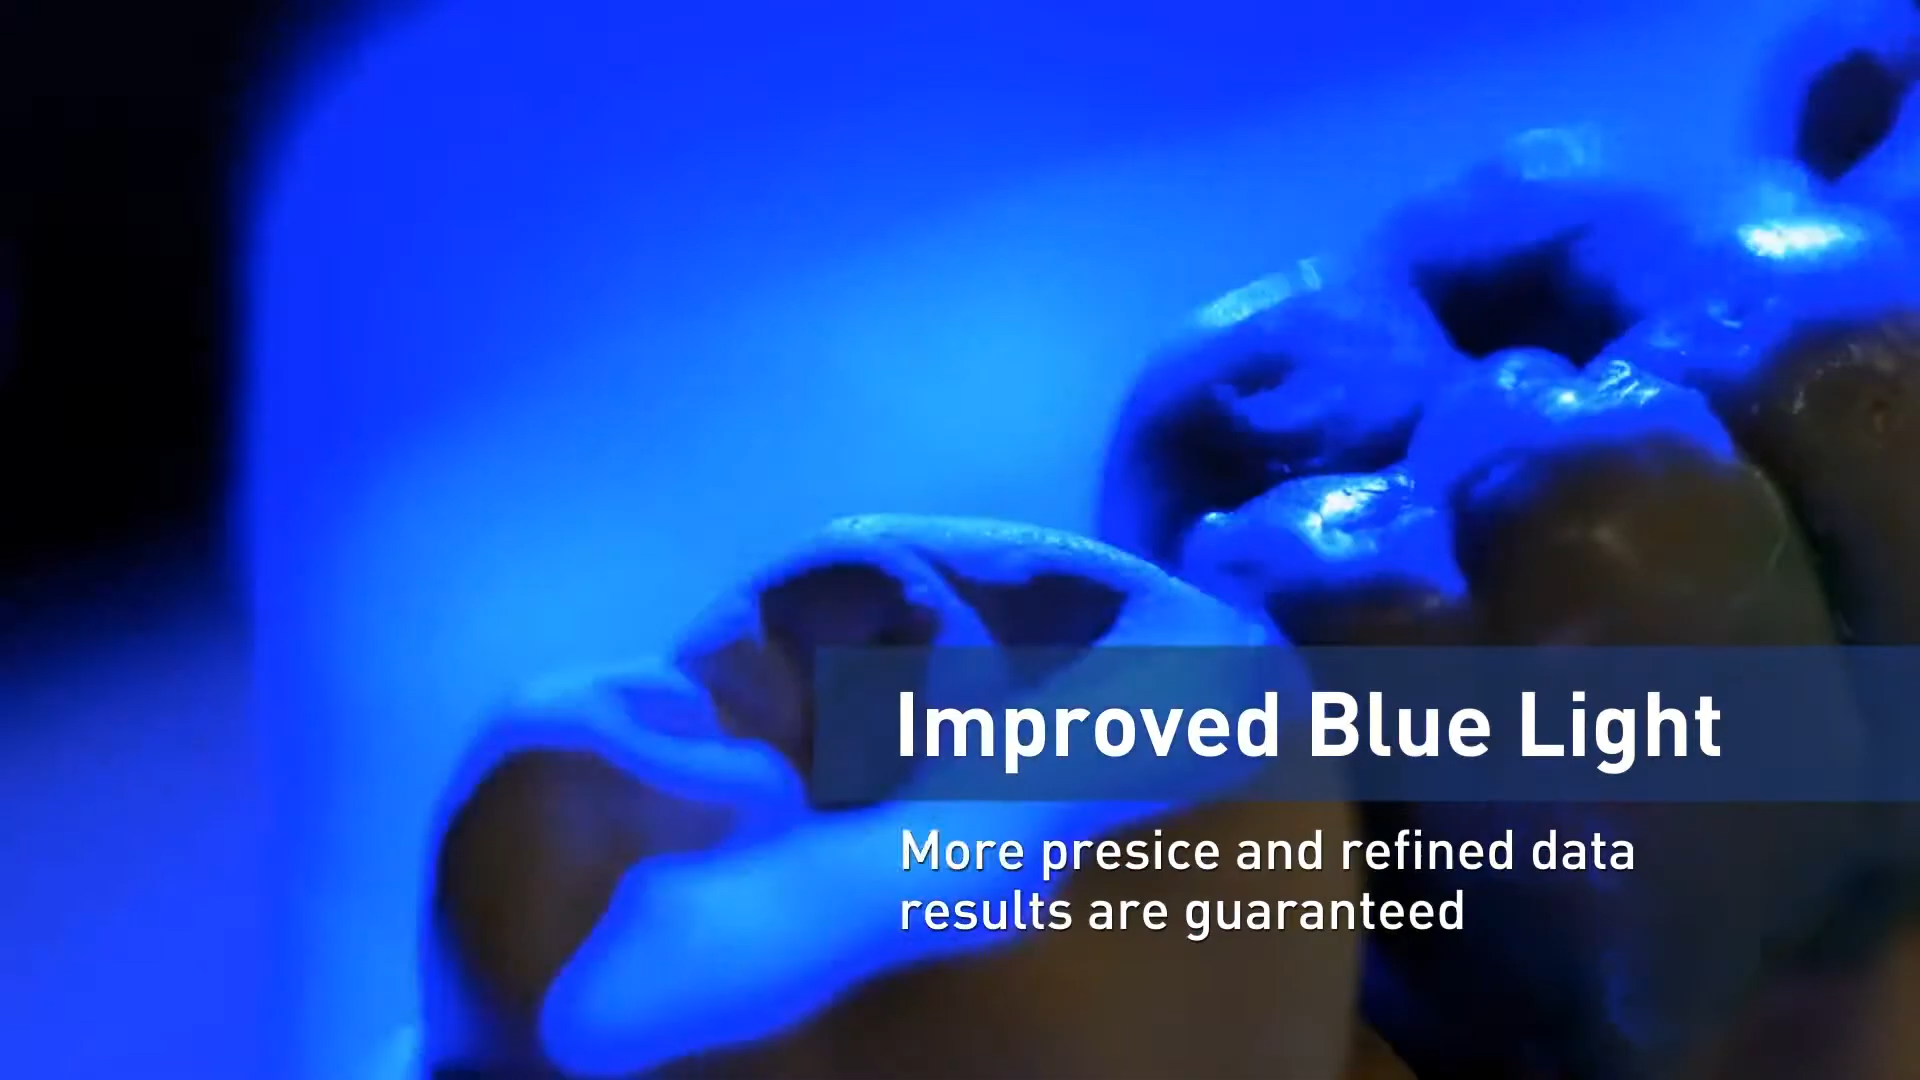 Improved Blue Light
More presice and refined data
results are guaranteed